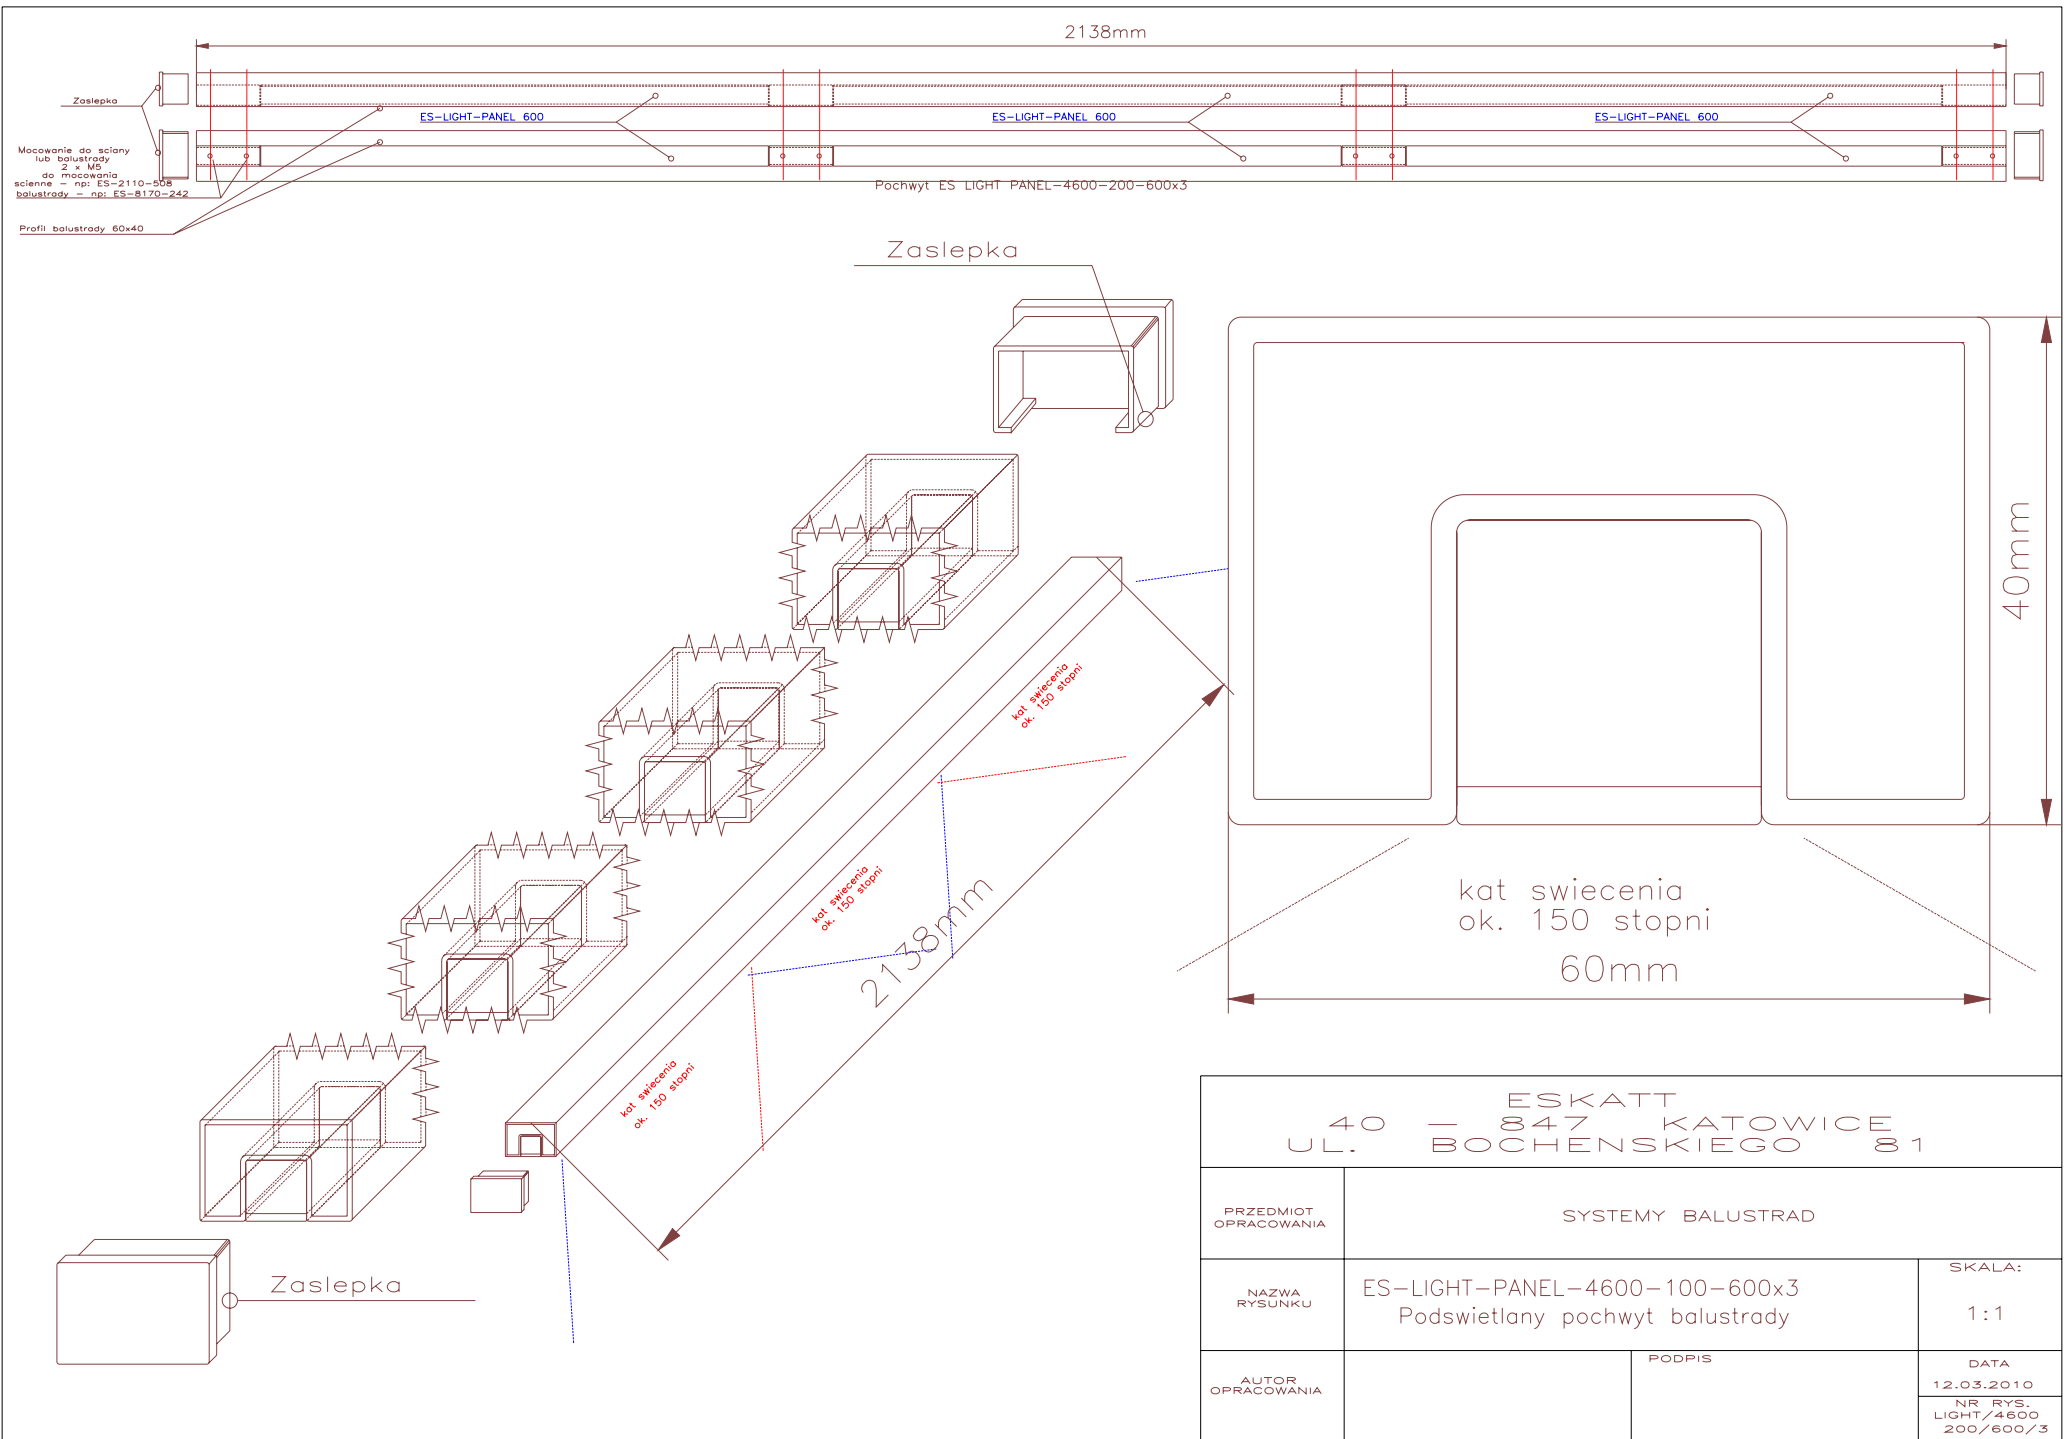 2138mm
Zaslepka
ES-LIGHT-PANEL 600
ES-LIGHT-PANEL 600
ES-LIGHT-PANEL 600
Mocowanie do sciany
lub balustrady
2 x M5
do mocowania
scienne - np: ES-2110-508
balustrady - np: ES-8170-242
Pochwyt ES LIGHT PANEL-4600-200-600x3
Profil balustrady 60x40
Zaslepka
40mm
kat swiecenia
ok. 150 stopni
kat swiecenia
ok. 150 stopni
2138mm
kat swiecenia
ok. 150 stopni
60mm
kat swiecenia
ok. 150 stopni
Zaslepka
ESKATT
40 - 847 KATOWICE
UL. BOCHENSKIEGO 81
PRZEDMIOT
OPRACOWANIA
SYSTEMY BALUSTRAD
NAZWA
RYSUNKU
ES-LIGHT-PANEL-4600-100-600x3
Podswietlany pochwyt balustrady
SKALA:
1:1
AUTOR
OPRACOWANIA
PODPIS
DATA
12.03.2010
NR RYS.
LIGHT/4600
200/600/3